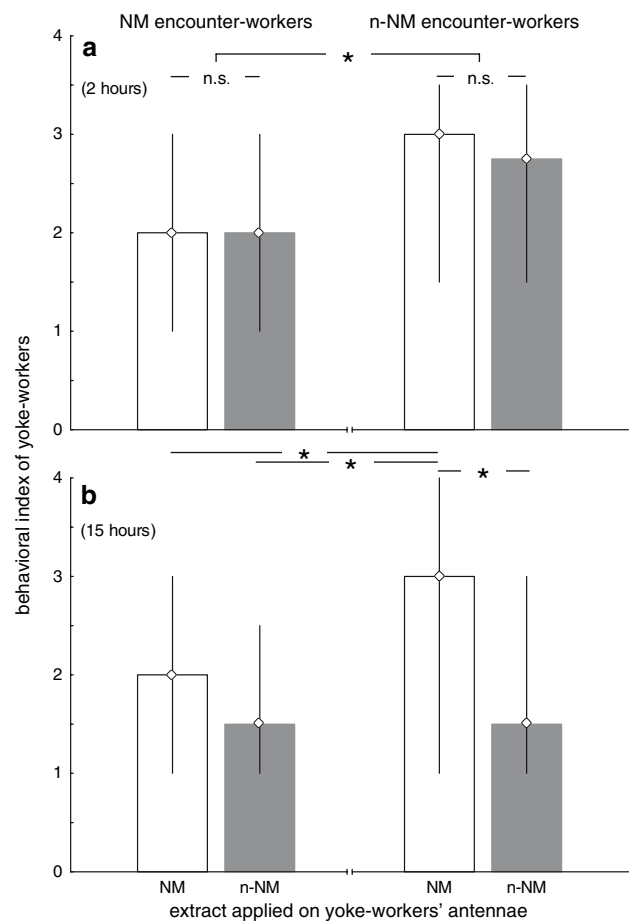 NM encounter-workers n-NM encounter-workers
4
a
*
(2 hours)
n.s.
n.s.
3
2
1
0
behavioral index of yoke-workers
*
*
*
4
b
(15 hours)
3
2
1
0
NM n-NM NM n-NM
extract applied on yoke-workers' antennae